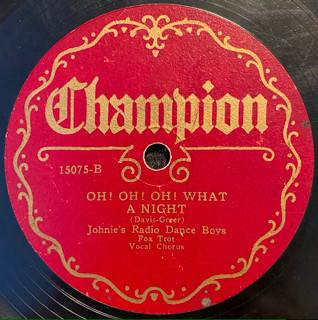 Champion
15075-B
OH! OH! OH! WHAT
A NIGHT
(Davis-Greer)
Johnie's Radio Dance Boys
Fox Trot
Vocal Chorus